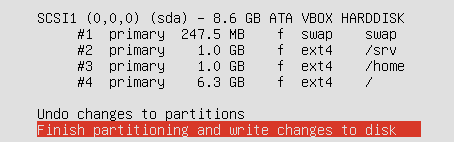 SCSI1 (0,0,0) (sda) - 8.6 GB ATA VBOX HARDDISK
#1 primary 247.5 MB f swap swap
#2 primary 1.0 GB f ext4 /srv
#3 primary 1.0 GB f ext4 /home
#4 primary 6.3 GB f ext4 /
Undo changes to partitions
Finish partitioning and write changes to disk